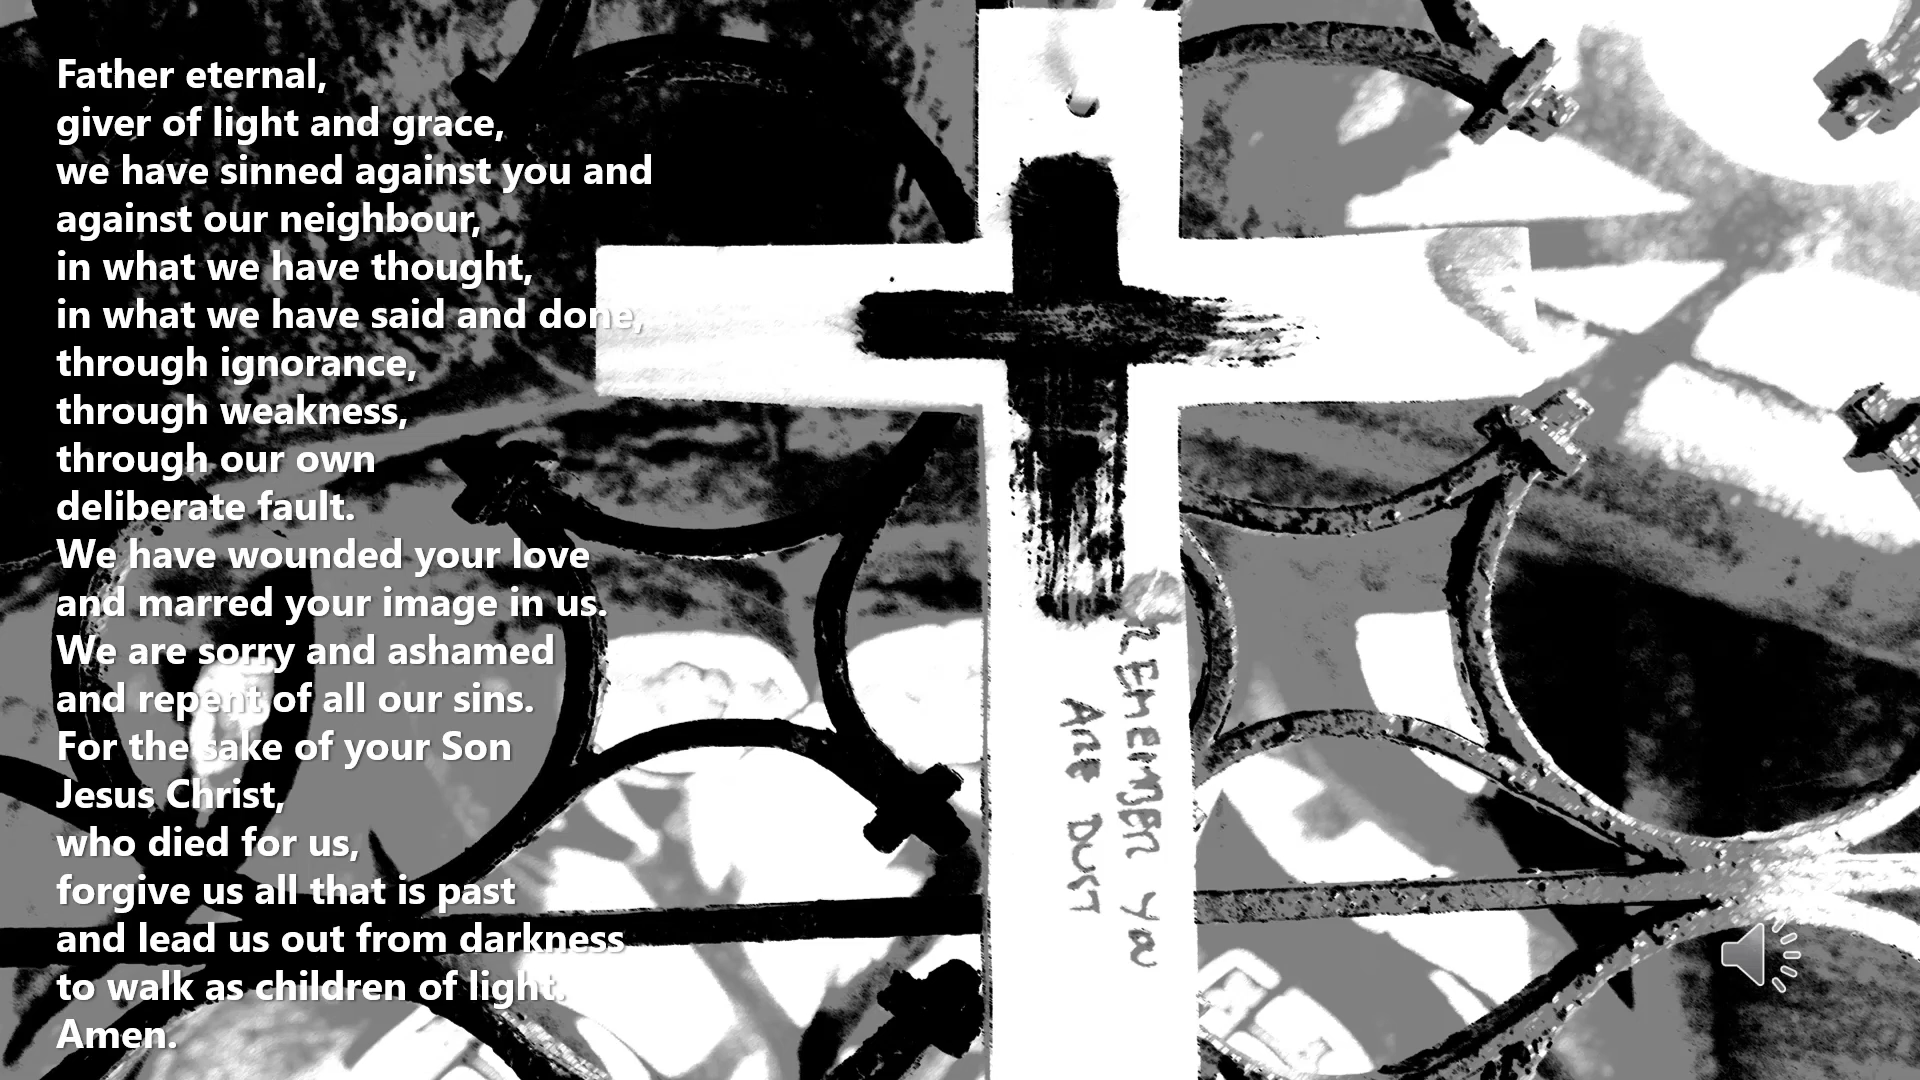 Father eternal,
giver of light and grace,
we have sinned against you and
against our neighbour,
in what we have thought,
in what we have said and done,
through ignorance,
through weakness,
through our own
deliberate fault.
We have wounded your love
and marred your image in us.
We are sorry and ashamed
and repent of all our sins.
For the sake of your Son
Jesus Christ,
who died for us,
forgive us all that is past
and lead us out from darkness
to walk as children of light.
Amen.
REMEMBER YOU
ARE DUST